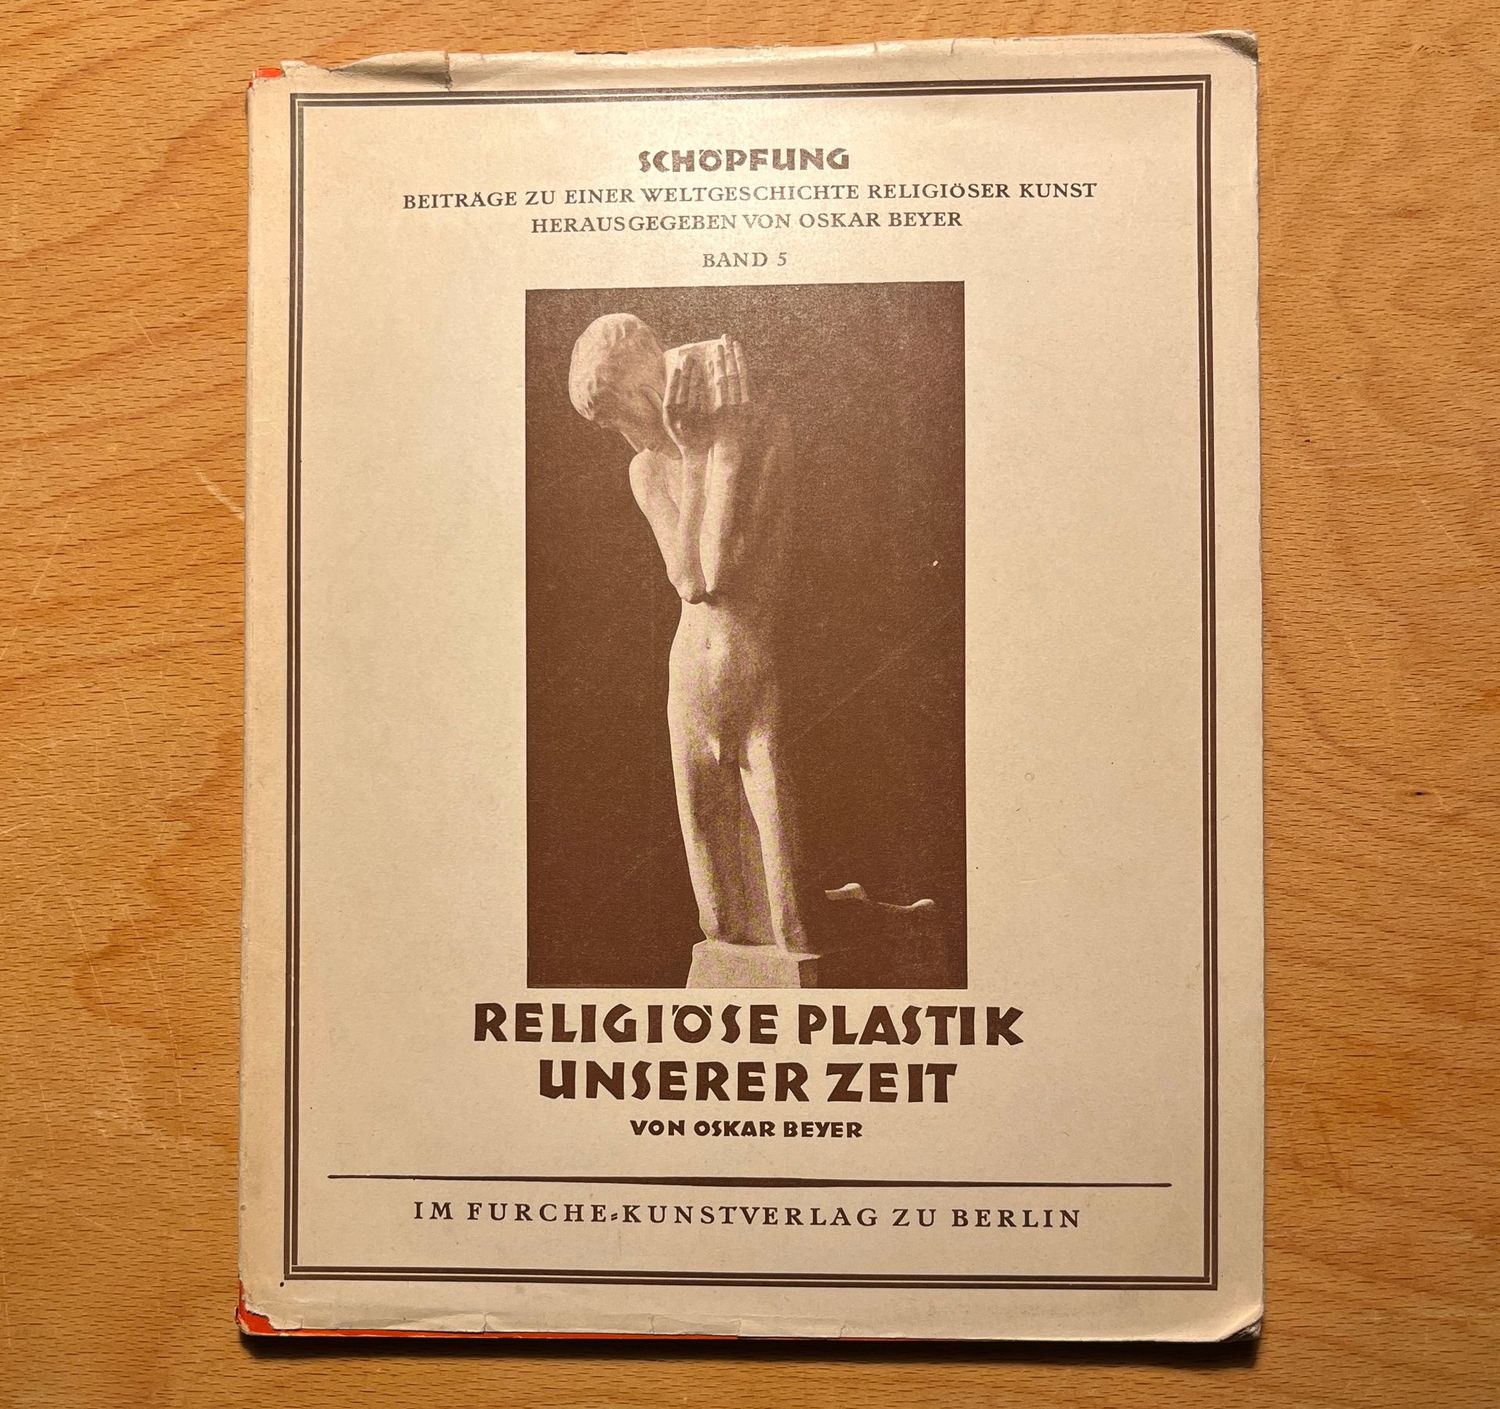 SCHÖPFUNG
BEITRÄGE ZU EINER WELTGESCHICHTE RELIGIÖSER KUNST
HERAUSGEGEBEN VON OSKAR BEYER
BAND 5
RELIGIÖSE PLASTIK
UNSERER ZEIT
VON OSKAR BEYER
IM FURCHE-KUNSTVERLAG ZU BERLIN